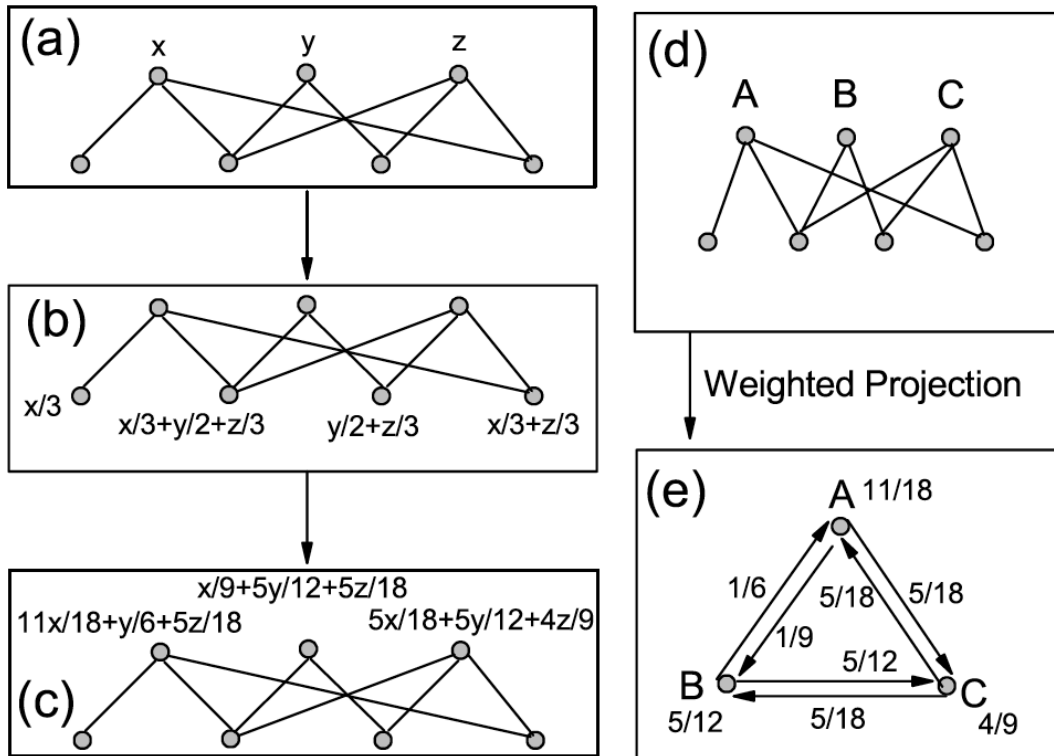 (a)
x y z
(b)
x/3
x/3+y/2+z/3 y/2+z/3 x/3+z/3
x/9+5y/12+5z/18
11x/18+y/6+5z/18 5x/18+5y/12+4z/9
(c)
(d)
A B C
Weighted Projection
(e)
A 11/18
1/6 5/18 5/18
1/9
5/12
B C
5/12 5/18 4/9